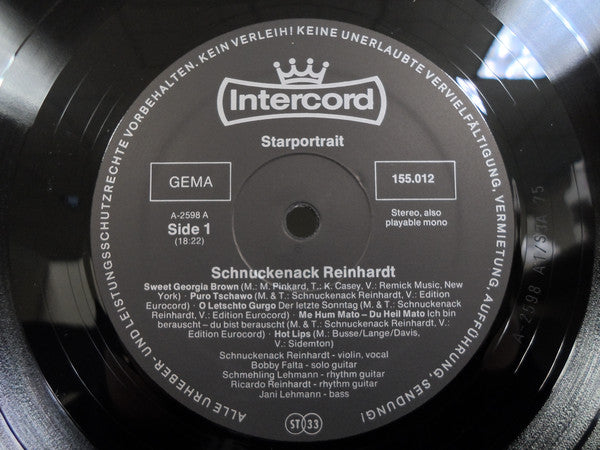 ALLE URHEBER- UND LEISTUNGSSCHUTZRECHTE VORBEHALTEN. KEIN VERLEIH! KEINE UNERLAUBTE VERVIELFÄLTIGUNG, VERMIETUNG, AUFFÜHRUNG, SENDUNG!
Intercord
Starportrait
GEMA
155.012
A-2598 A
Side 1
(18:22)
Stereo, also
playable mono
Schnuckenack Reinhardt
Sweet Georgia Brown (M.: M. Pinkard, T.: K. Casey, V.: Remick Music, New
York) · Puro Tschawo (M. & T.: Schnuckenack Reinhardt, V.: Edition
Eurocord) · O Letschto Gurgo Der letzte Sonntag (M. & T.: Schnuckenack
Reinhardt, V.: Edition Eurocord) · Me Hum Mato – Du Heil Mato Ich bin
berauscht – du bist berauscht (M. & T.: Schnuckenack Reinhardt, V.:
Edition Eurocord) · Hot Lips (M.: Busse/Lange/Davis,
V.: Sidemton)
Schnuckenack Reinhardt - violin, vocal
Bobby Falta - solo guitar
Schmehling Lehmann - rhythm guitar
Ricardo Reinhardt - rhythm guitar
Jani Lehmann - bass
ST 33